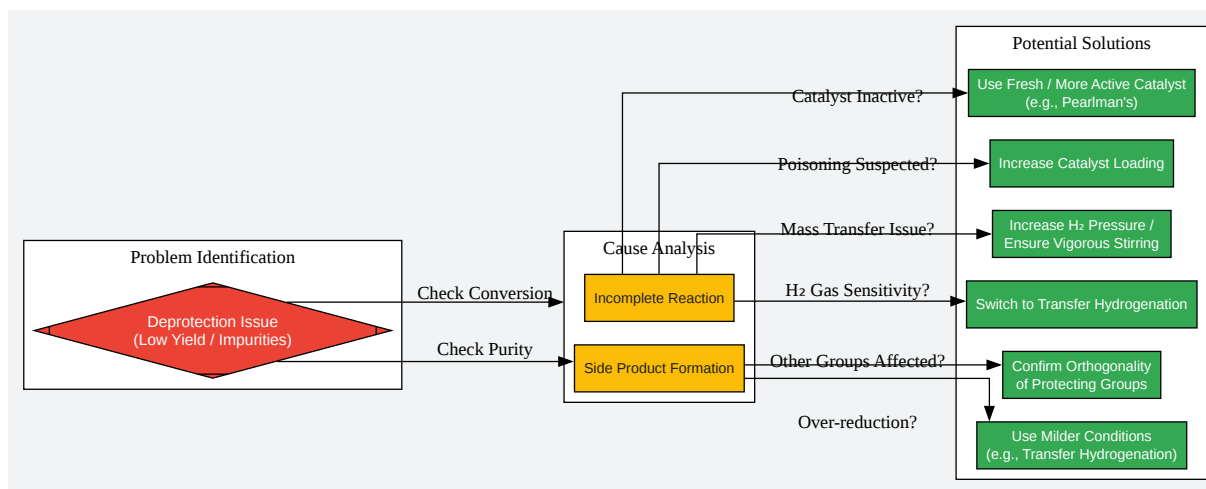 Problem Identification
Deprotection Issue
(Low Yield / Impurities)
Check Conversion
Check Purity
Cause Analysis
Incomplete Reaction
Side Product Formation
Catalyst Inactive?
Poisoning Suspected?
Mass Transfer Issue?
H₂ Gas Sensitivity?
Other Groups Affected?
Over-reduction?
Potential Solutions
Use Fresh / More Active Catalyst
(e.g., Pearlman's)
Increase Catalyst Loading
Increase H₂ Pressure /
Ensure Vigorous Stirring
Switch to Transfer Hydrogenation
Confirm Orthogonality
of Protecting Groups
Use Milder Conditions
(e.g., Transfer Hydrogenation)